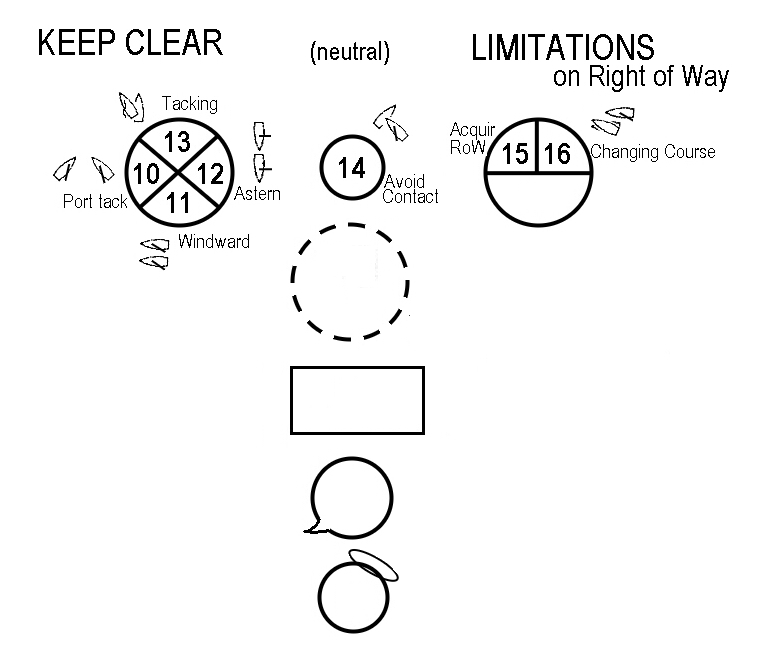 KEEP CLEAR
(neutral)
LIMITATIONS
on Right of Way
Tacking
13
10
12
11
Port tack
Astern
Windward
14
Avoid
Contact
Acquir
RoW
15
16
Changing Course